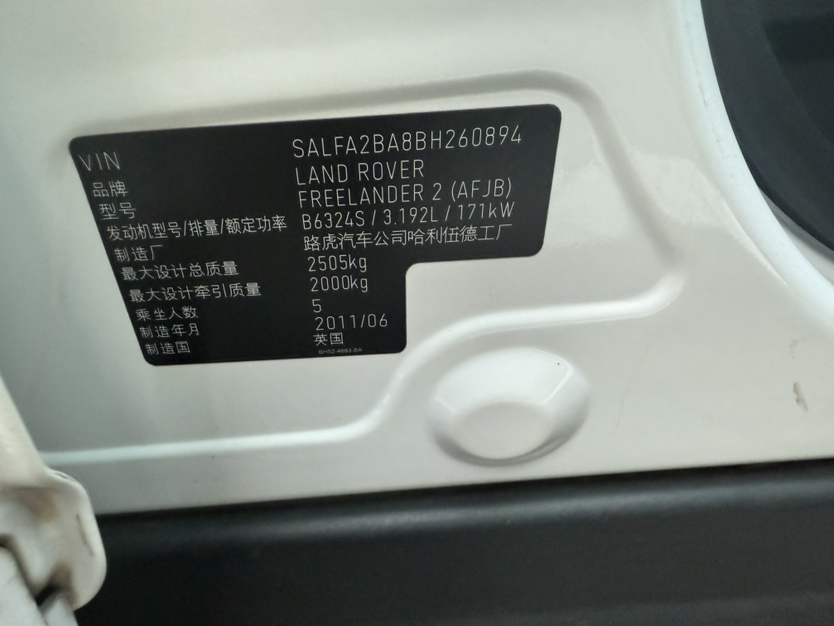 VIN SALFA2BA8BH260894
品牌 LAND ROVER
型号 FREELANDER 2 (AFJB)
发动机型号/排量/额定功率 B6324S / 3.192L / 171kW
制造厂 路虎汽车公司哈利伍德工厂
最大设计总质量 2505kg
最大设计牵引质量 2000kg
乘坐人数 5
制造年月 2011/06
制造国 英国